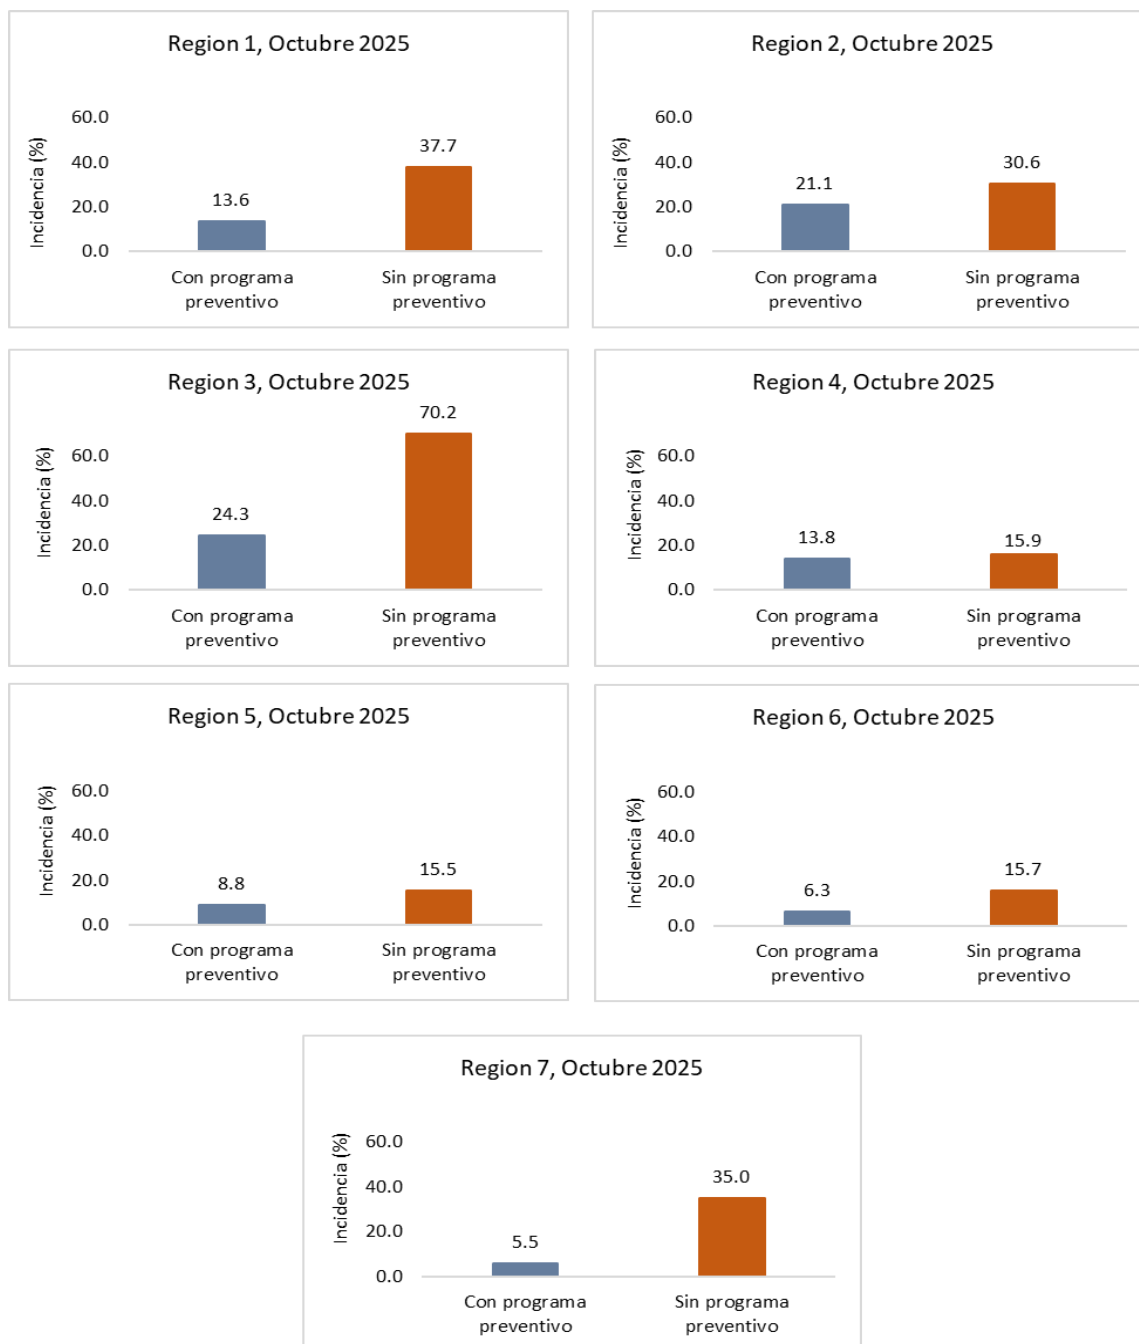 Region 1, Octubre 2025
Incidencia (%)
60.0
40.0
20.0
0.0
13.6
37.7
Con programa
preventivo
Sin programa
preventivo
Region 2, Octubre 2025
Incidencia (%)
60.0
40.0
20.0
0.0
21.1
30.6
Con programa
preventivo
Sin programa
preventivo
Region 3, Octubre 2025
Incidencia (%)
60.0
40.0
20.0
0.0
24.3
70.2
Con programa
preventivo
Sin programa
preventivo
Region 4, Octubre 2025
Incidencia (%)
60.0
40.0
20.0
0.0
13.8
15.9
Con programa
preventivo
Sin programa
preventivo
Region 5, Octubre 2025
Incidencia (%)
60.0
40.0
20.0
0.0
8.8
15.5
Con programa
preventivo
Sin programa
preventivo
Region 6, Octubre 2025
Incidencia (%)
60.0
40.0
20.0
0.0
6.3
15.7
Con programa
preventivo
Sin programa
preventivo
Region 7, Octubre 2025
Incidencia (%)
60.0
40.0
20.0
0.0
5.5
35.0
Con programa
preventivo
Sin programa
preventivo